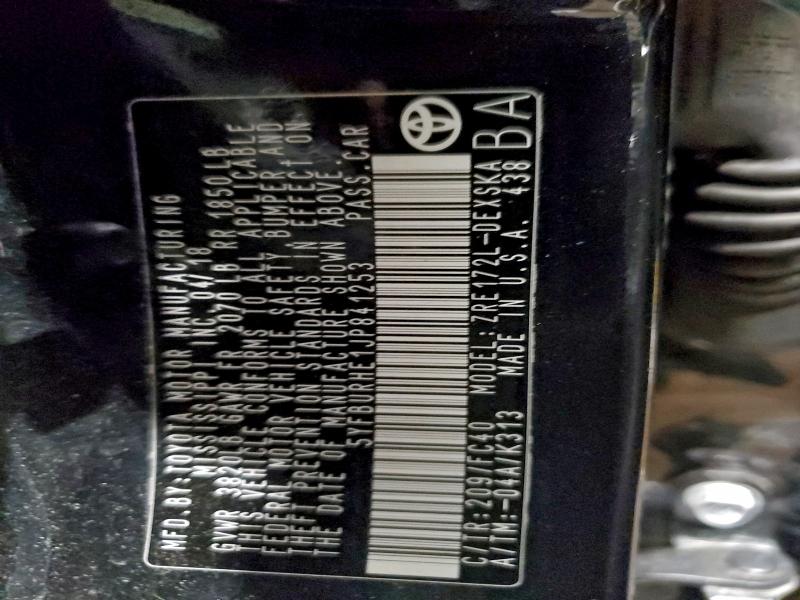 MFD.BY:TOYOTA MOTOR MANUFACTURING
MISSISSIPPI INC. 04/18
GVWR 3820LB GAWR FR 2070LB RR 1850 LB
THIS VEHICLE CONFORMS TO ALL APPLICABLE
FEDERAL MOTOR VEHICLE SAFETY BUMPER AND
THEFT PREVENTION STANDARDS IN EFFECT ON
THE DATE OF MANUFACTURE SHOWN ABOVE.
5YFBURHE1JP841253 PASS.CAR
C/TR:209/FC40 MODEL:ZRE172L-DEXSKA
A/TM:-04A/K313 MADE IN U.S.A. 438
BA